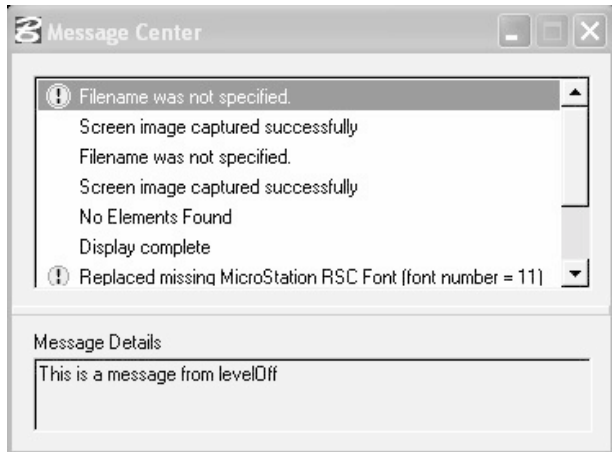 Message Center
Filename was not specified.
Screen image captured successfully
Filename was not specified.
Screen image captured successfully
No Elements Found
Display complete
Replaced missing MicroStation RSC Font (font number = 11)
Message Details
This is a message from levelOff